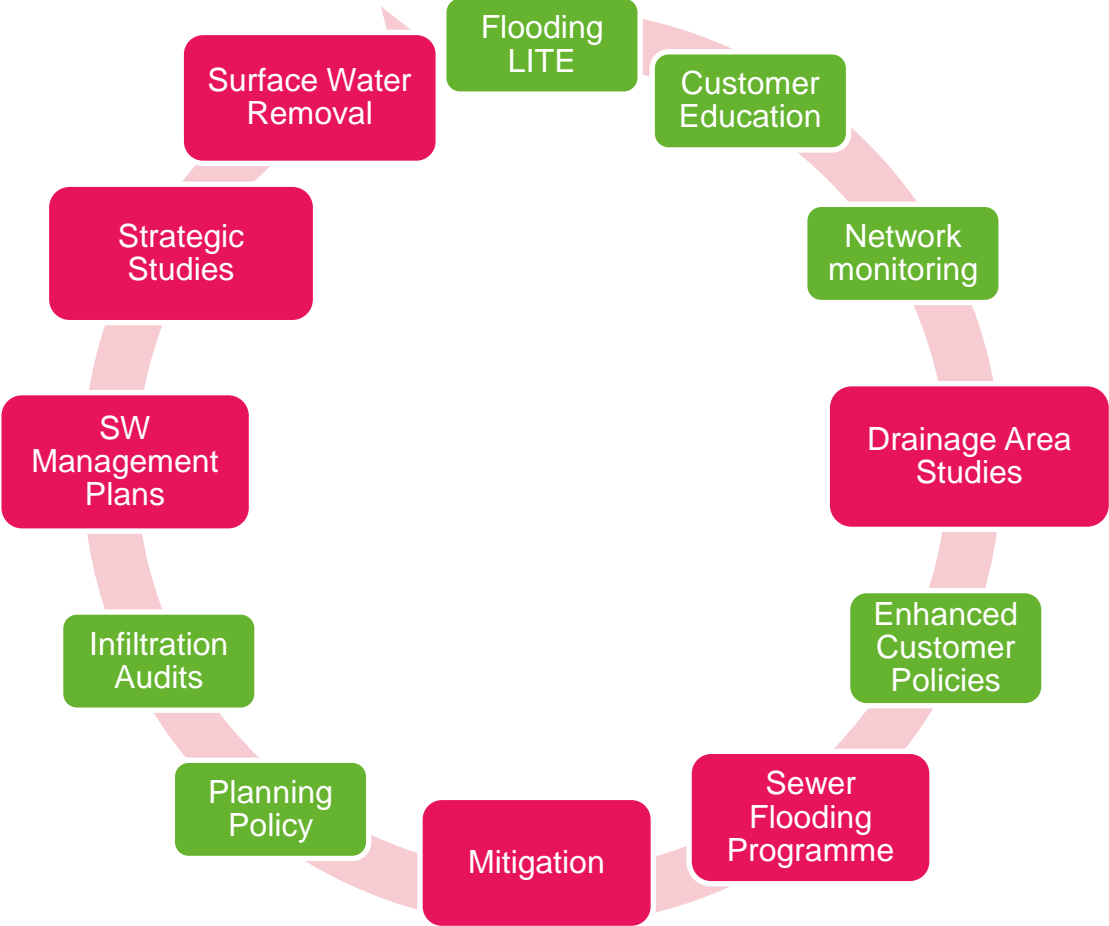 Flooding
LITE
Customer
Education
Network
monitoring
Drainage Area
Studies
Enhanced
Customer
Policies
Sewer
Flooding
Programme
Mitigation
Planning
Policy
Infiltration
Audits
SW
Management
Plans
Strategic
Studies
Surface Water
Removal